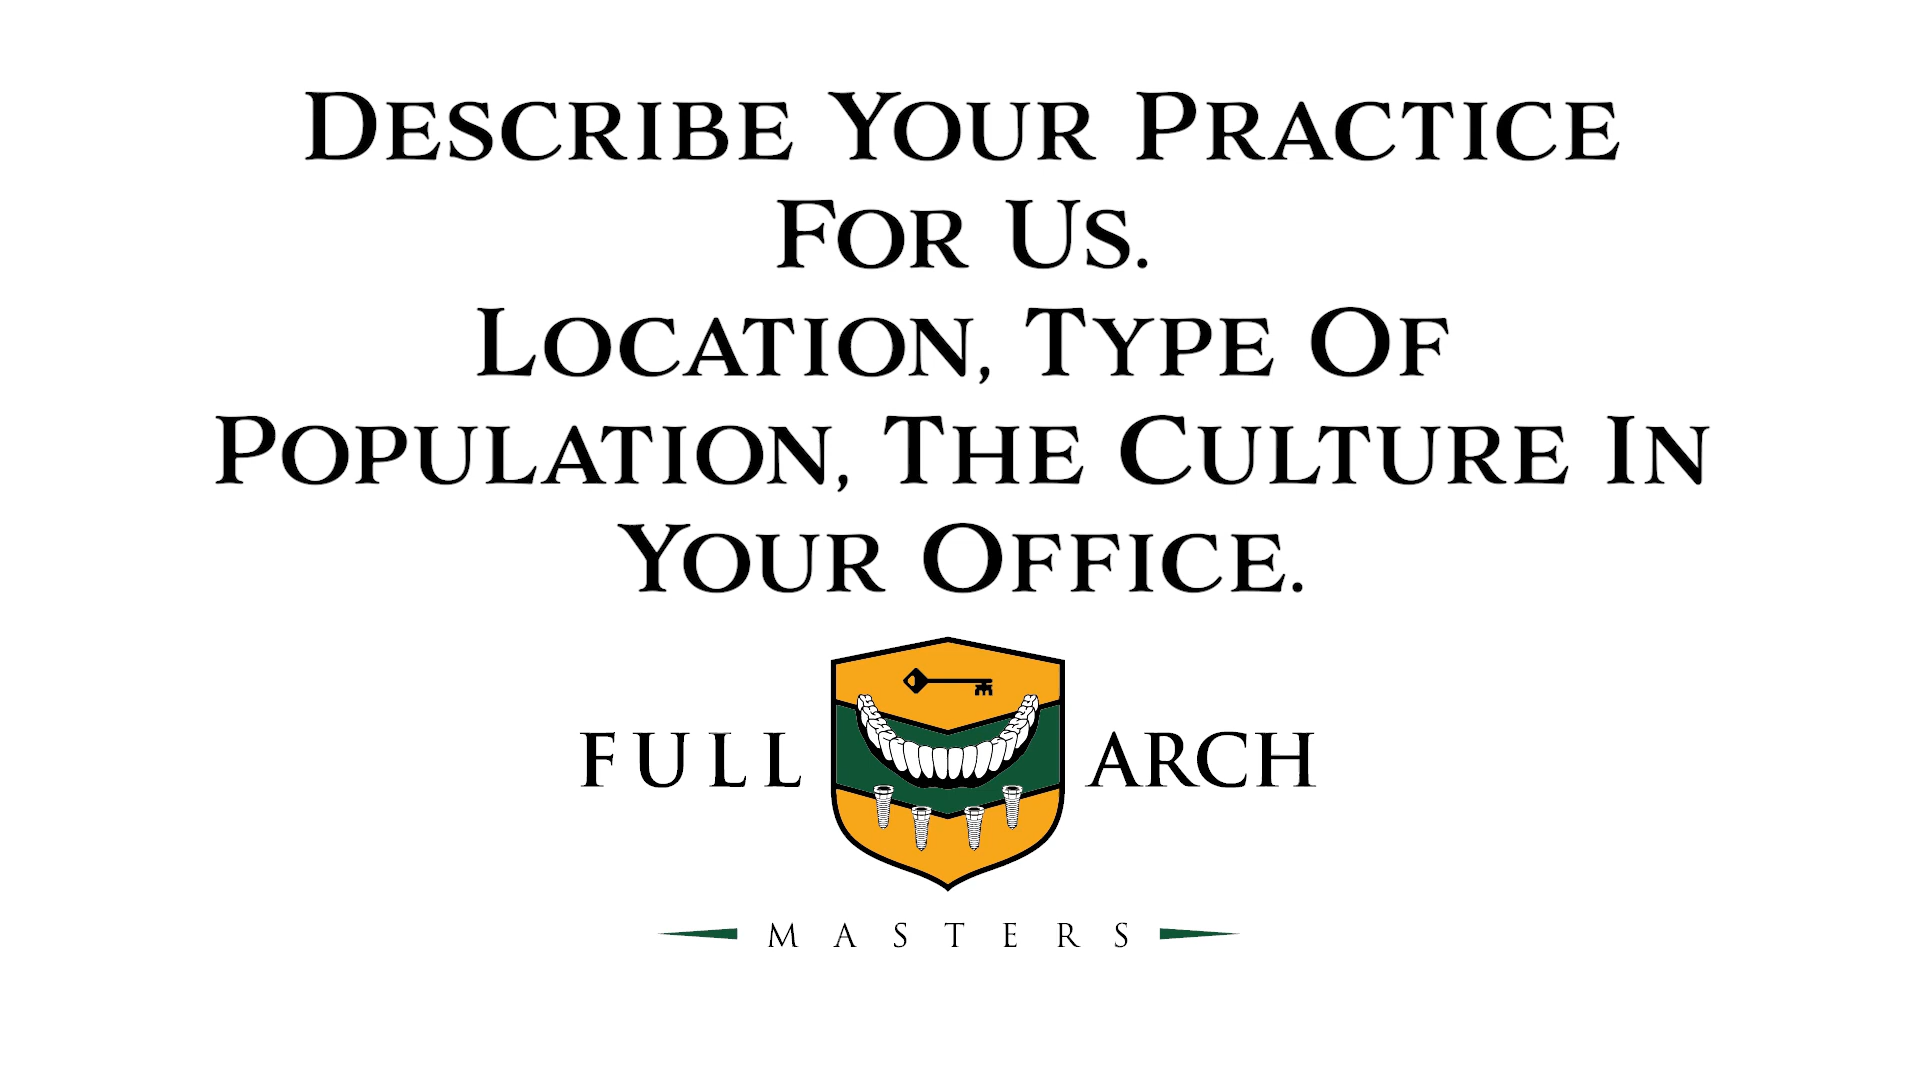 Describe Your Practice
For Us.
Location, Type Of
Population, The Culture In
Your Office.
FULL ARCH
MASTERS